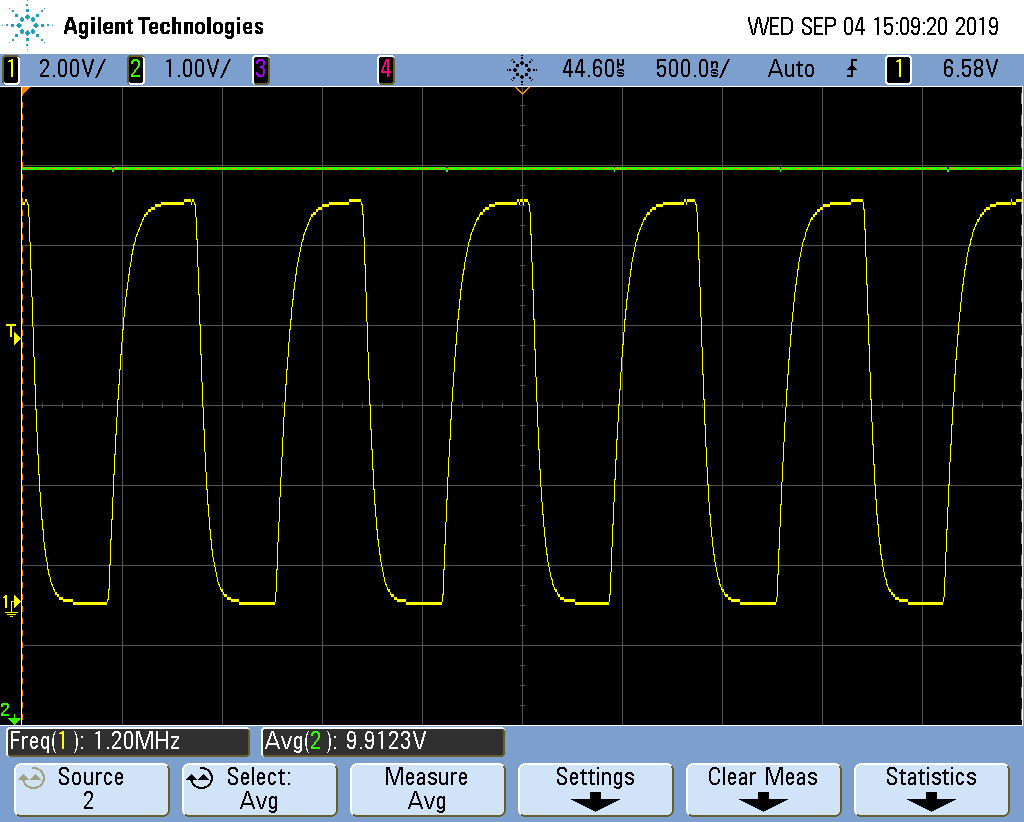 Agilent Technologies
WED SEP 04 15:09:20 2019
1 2.00V/ 2 1.00V/ 3 4 44.60µs 500.0ns/ Auto 1 6.58V
T
1
2
Freq(1): 1.20MHz Avg(2): 9.9123V
Source
2
Select:
Avg
Measure
Avg
Settings
Clear Meas
Statistics